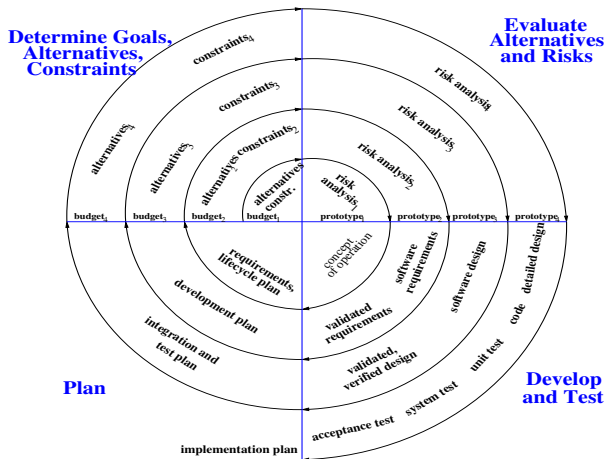 Determine Goals,
Alternatives,
Constraints
Evaluate
Alternatives
and Risks
constraints4
constraints3
constraints2
alternatives4
alternatives3
alternatives2
alternatives
constr.
risk analysis4
risk analysis3
risk analysis2
risk
analysis1
budget4
budget3
budget2
budget1
prototype1
prototype2
prototype3
prototype4
requirements,
lifecycle plan
development plan
integration and
test plan
implementation plan
concept
of operation
software
requirements
validated
requirements
software design
validated,
verified design
detailed design
code
unit test
system test
acceptance test
Plan
Develop
and Test